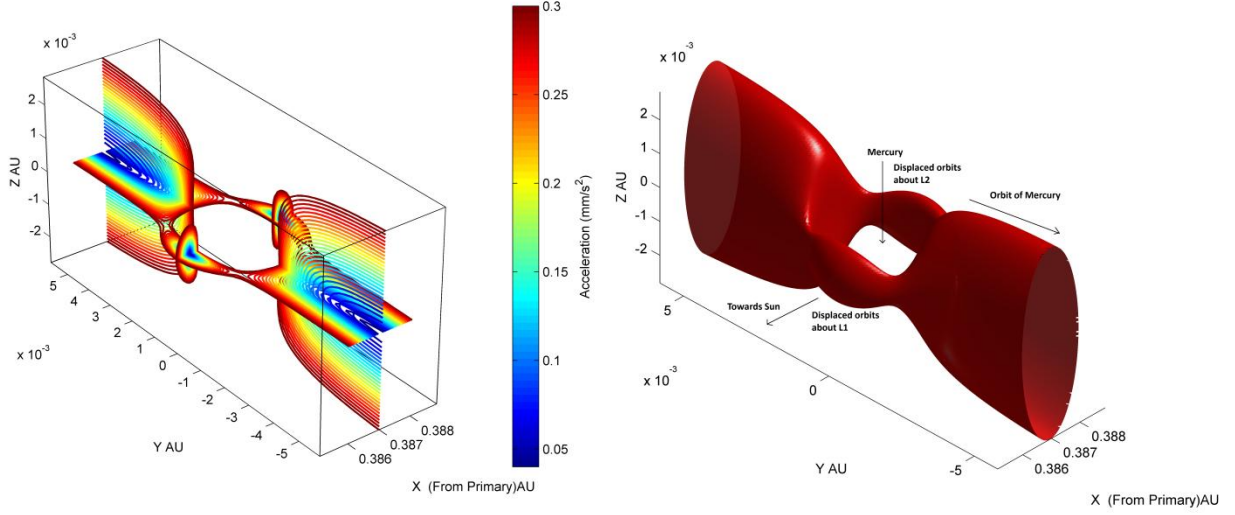 x 10⁻³
2
1
0
-1
-2
Z AU
5
4
3
2
1
0
-1
-2
-3
-4
-5
x 10⁻³
Y AU
0.386
0.387
0.388
X (From Primary)AU
0.3
0.25
0.2
0.15
0.1
0.05
Acceleration (mm/s²)
x 10⁻³
2
1
0
-1
-2
Z AU
Mercury
Displaced orbits
about L2
Orbit of Mercury
Towards Sun
Displaced orbits
about L1
5
0
-5
x 10⁻³
Y AU
0.386
0.387
0.388
X (From Primary)AU